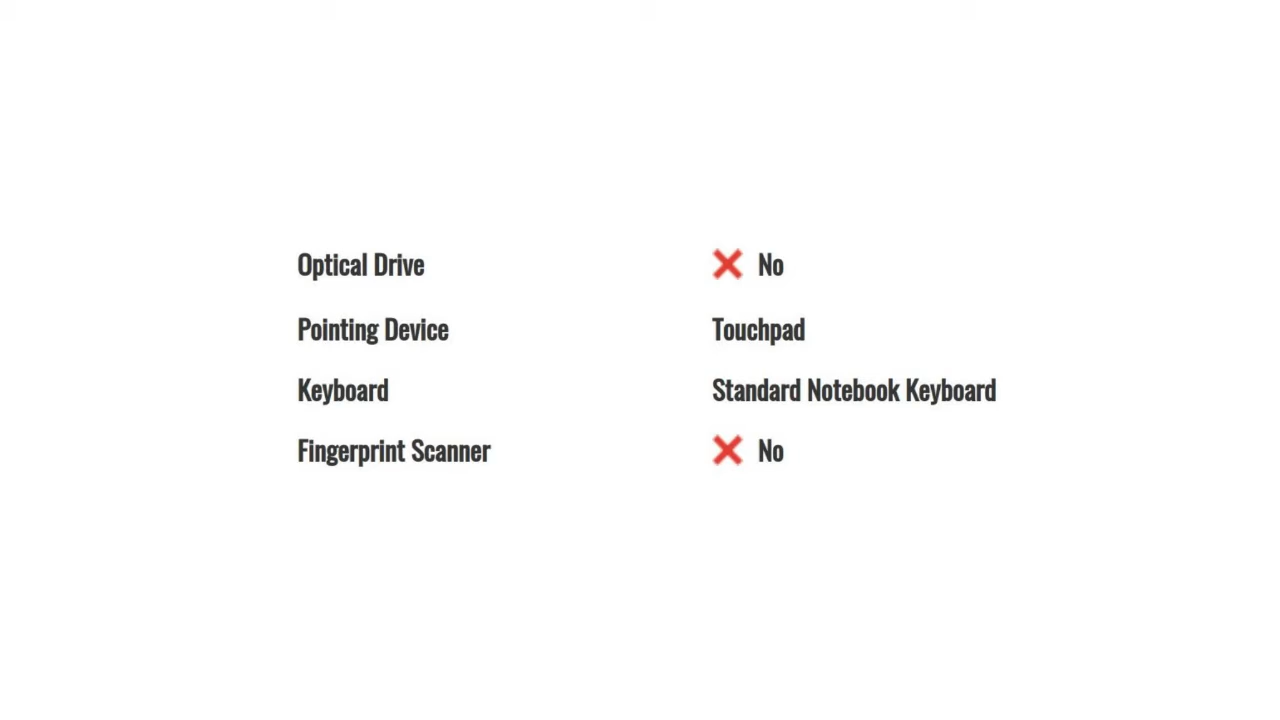 Optical Drive ❌ No
Pointing Device Touchpad
Keyboard Standard Notebook Keyboard
Fingerprint Scanner ❌ No